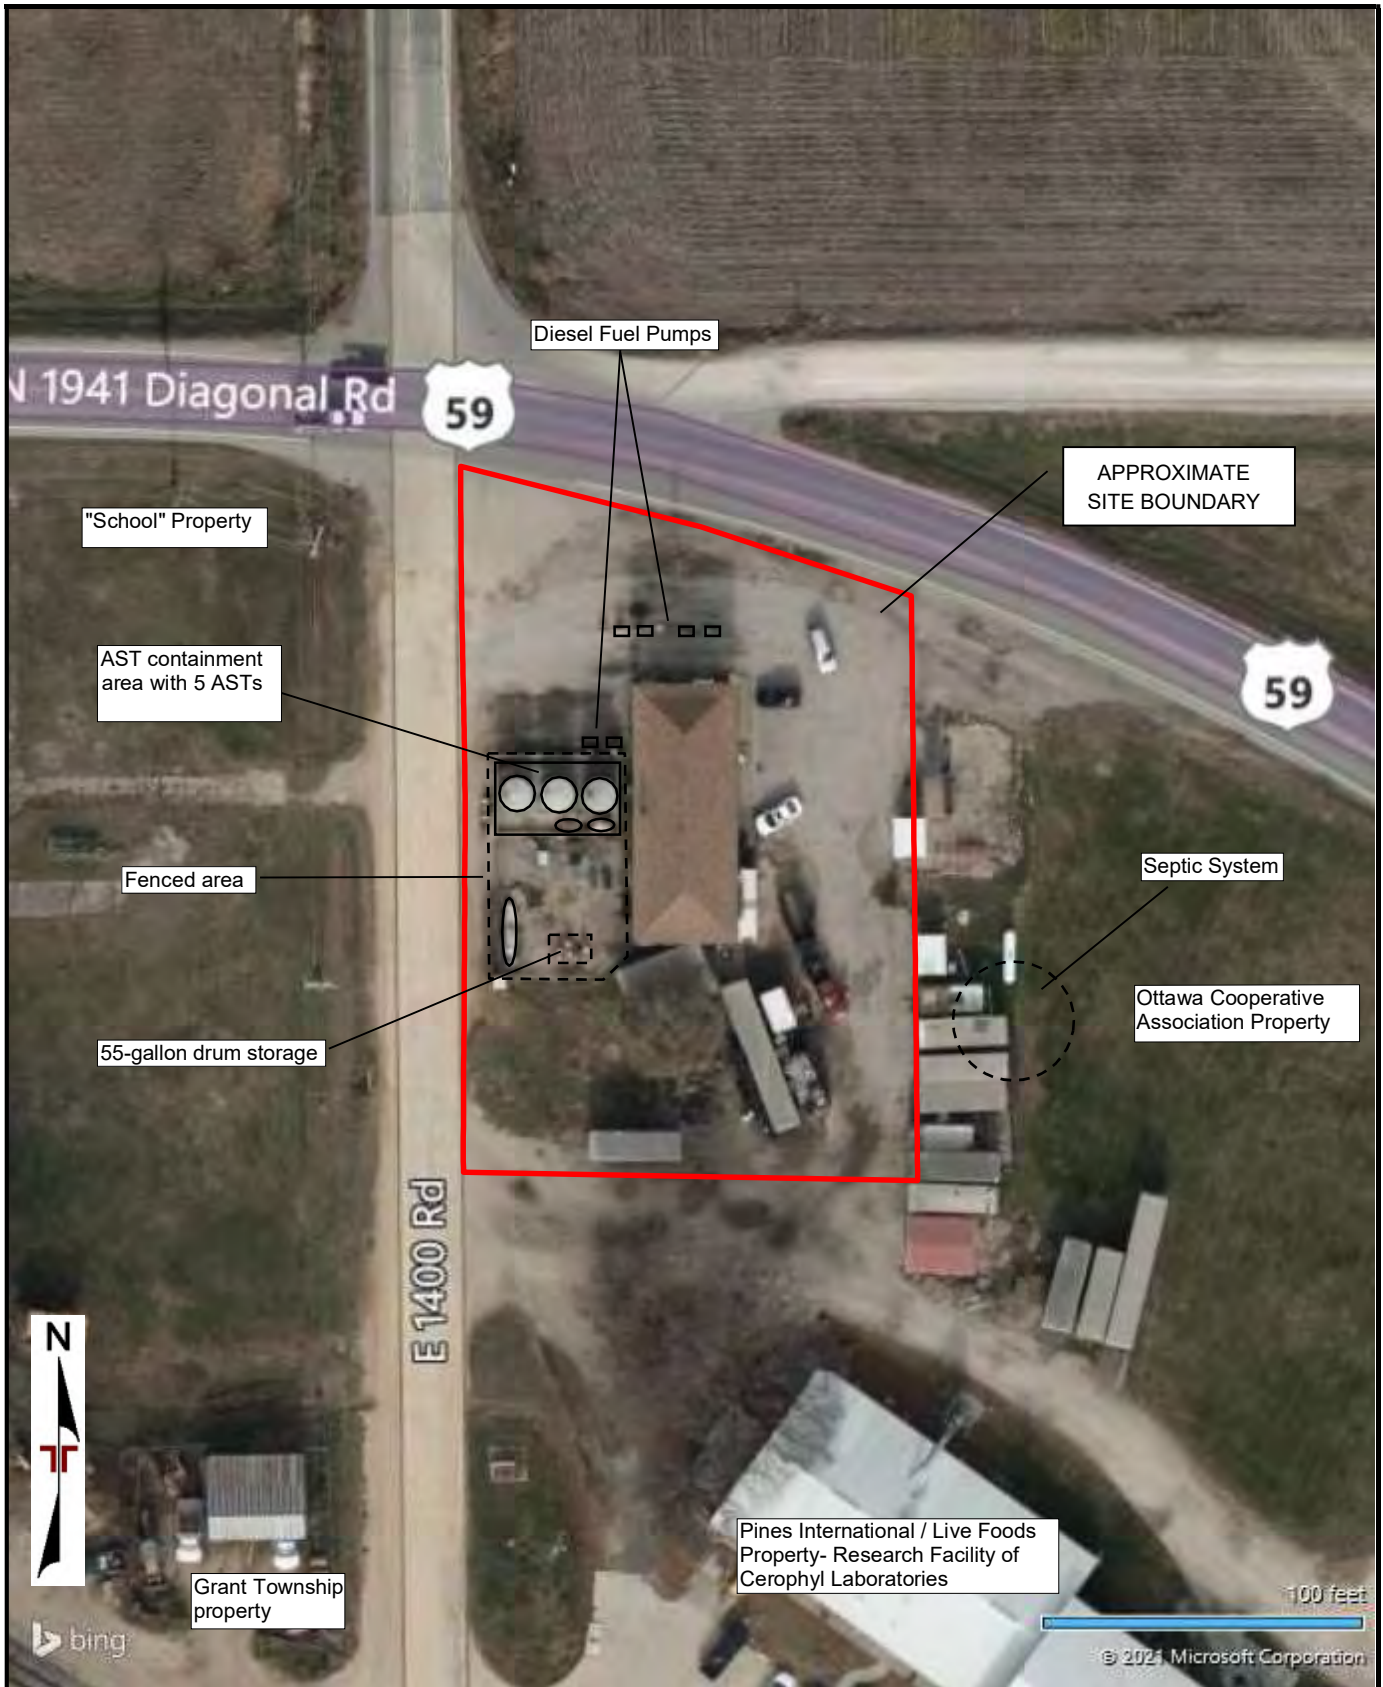 Diesel Fuel Pumps
N 1941 Diagonal Rd
59
APPROXIMATE
SITE BOUNDARY
"School" Property
AST containment
area with 5 ASTs
59
Septic System
Fenced area
Ottawa Cooperative
Association Property
55-gallon drum storage
E 1400 Rd
N
Pines International / Live Foods
Property- Research Facility of
Cerophyl Laboratories
Grant Township
property
100 feet
bing
© 2021 Microsoft Corporation